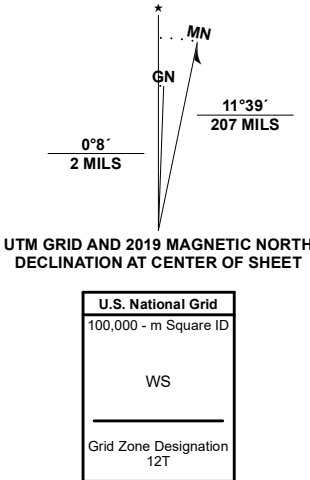 ★
MN
GN
11°39´
207 MILS
0°8´
2 MILS
UTM GRID AND 2019 MAGNETIC NORTH
DECLINATION AT CENTER OF SHEET
U.S. National Grid
100,000 - m Square ID
WS
Grid Zone Designation
12T